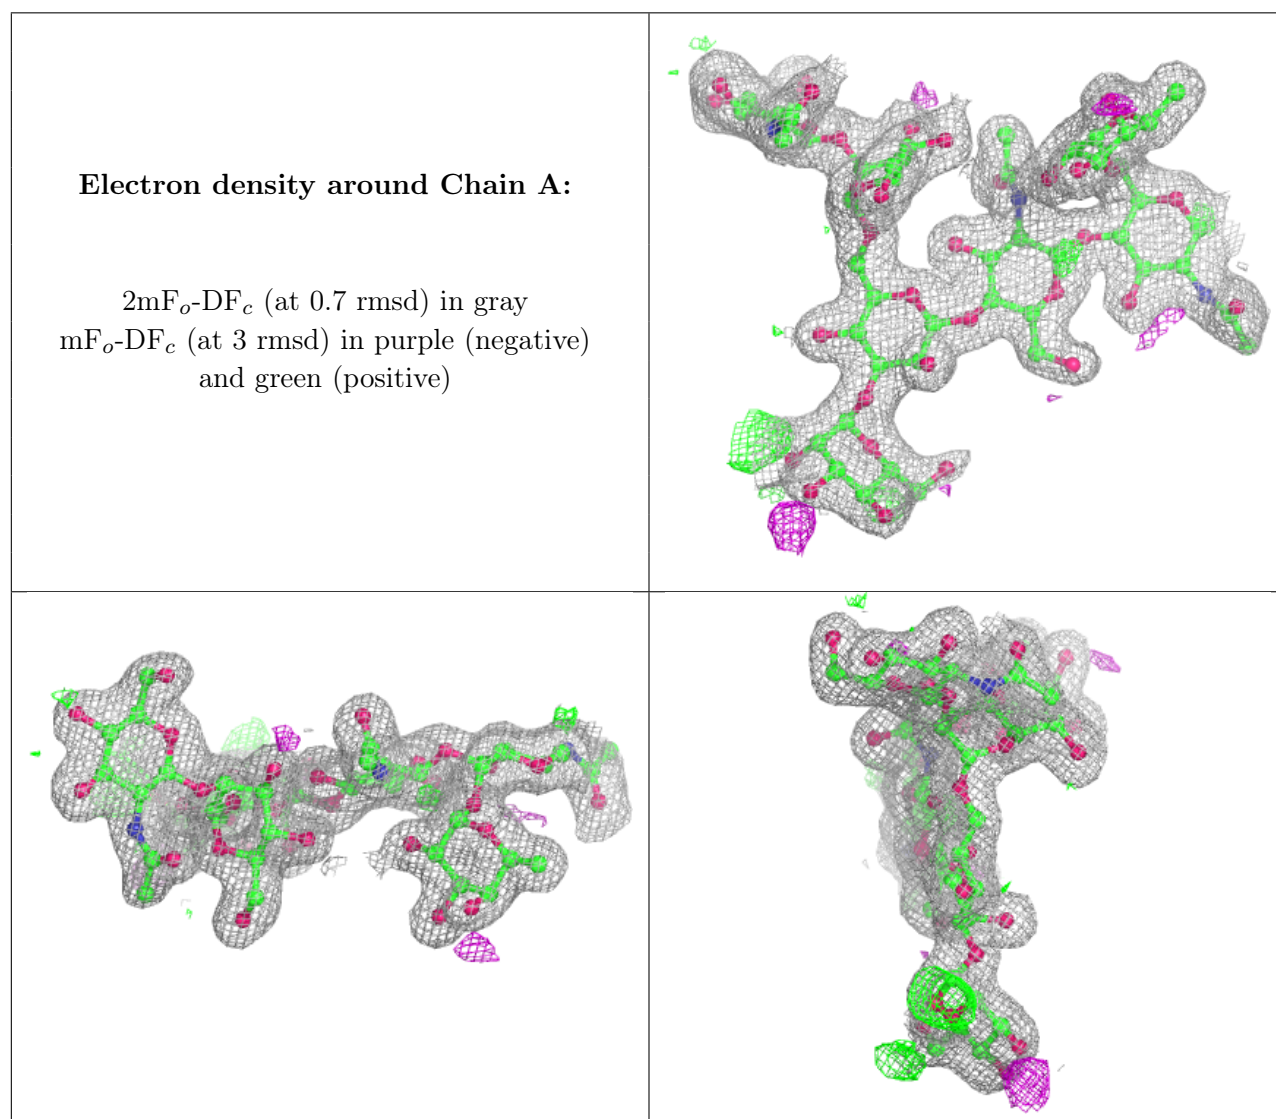 Electron density around Chain A:
2mFₒ-DF𝒸 (at 0.7 rmsd) in gray
mFₒ-DF𝒸 (at 3 rmsd) in purple (negative)
and green (positive)